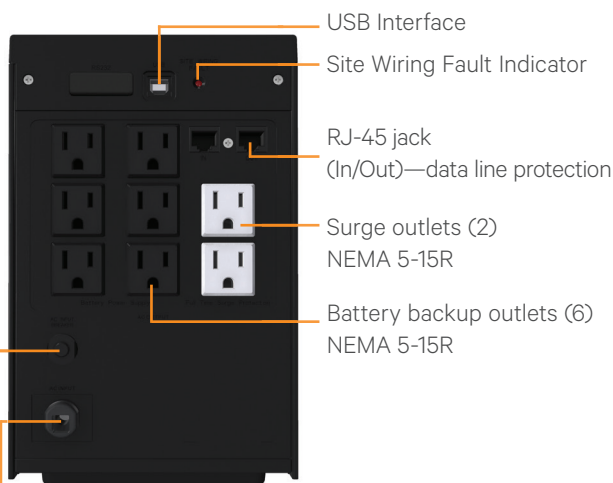 USB Interface
Site Wiring Fault Indicator
RJ-45 jack
(In/Out)—data line protection
Surge outlets (2)
NEMA 5-15R
Battery backup outlets (6)
NEMA 5-15R